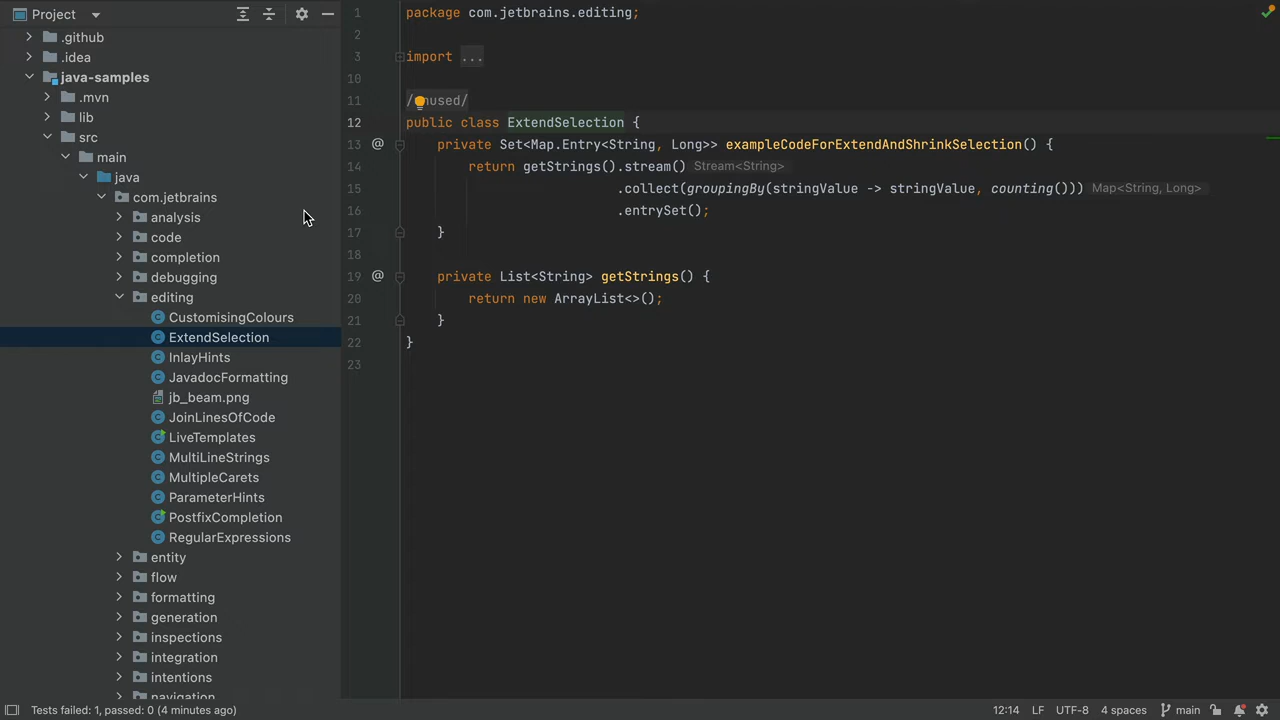 Project
.github
.idea
java-samples
.mvn
lib
src
main
java
com.jetbrains
analysis
code
completion
debugging
editing
CustomisingColours
ExtendSelection
InlayHints
JavadocFormatting
jb_beam.png
JoinLinesOfCode
LiveTemplates
MultiLineStrings
MultipleCarets
ParameterHints
PostfixCompletion
RegularExpressions
entity
flow
formatting
generation
inspections
integration
intentions
navigation
1 package com.jetbrains.editing;
2
3 import ...
10
11 /unused/
12 public class ExtendSelection {
13 @ private Set<Map.Entry<String, Long>> exampleCodeForExtendAndShrinkSelection() {
14 return getStrings().stream() Stream<String>
15 .collect(groupingBy(stringValue -> stringValue, counting())) Map<String, Long>
16 .entrySet();
17 }
18
19 @ private List<String> getStrings() {
20 return new ArrayList<>();
21 }
22 }
23
Tests failed: 1, passed: 0 (4 minutes ago) 12:14 LF UTF-8 4 spaces main